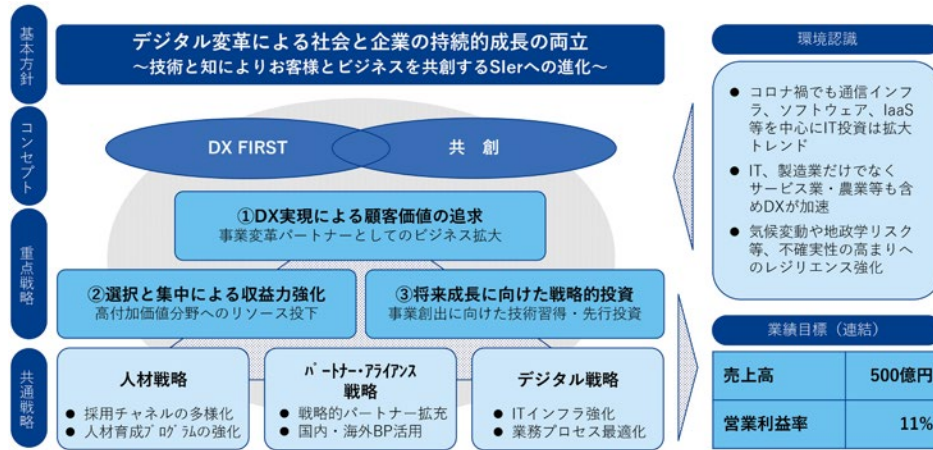 基本方針
デジタル変革による社会と企業の持続的成長の両立
～技術と知によりお客様とビジネスを共創するSIerへの進化～
コンセプト
DX FIRST
共 創
重点戦略
①DX実現による顧客価値の追求
事業変革パートナーとしてのビジネス拡大
②選択と集中による収益力強化
高付加価値分野へのリソース投下
③将来成長に向けた戦略的投資
事業創出に向けた技術習得・先行投資
共通戦略
人材戦略
● 採用チャネルの多様化
● 人材育成プログラムの強化
パートナー・アライアンス
戦略
● 戦略的パートナー拡充
● 国内・海外BP活用
デジタル戦略
● ITインフラ強化
● 業務プロセス最適化
環境認識
● コロナ禍でも通信インフ
ラ、ソフトウェア、IaaS
等を中心にIT投資は拡大
トレンド
● IT、製造業だけでなく
サービス業・農業等も含
めDXが加速
● 気候変動や地政学リスク
等、不確実性の高まりへ
のレジリエンス強化
業績目標（連結）
売上高 500億円
営業利益率 11%